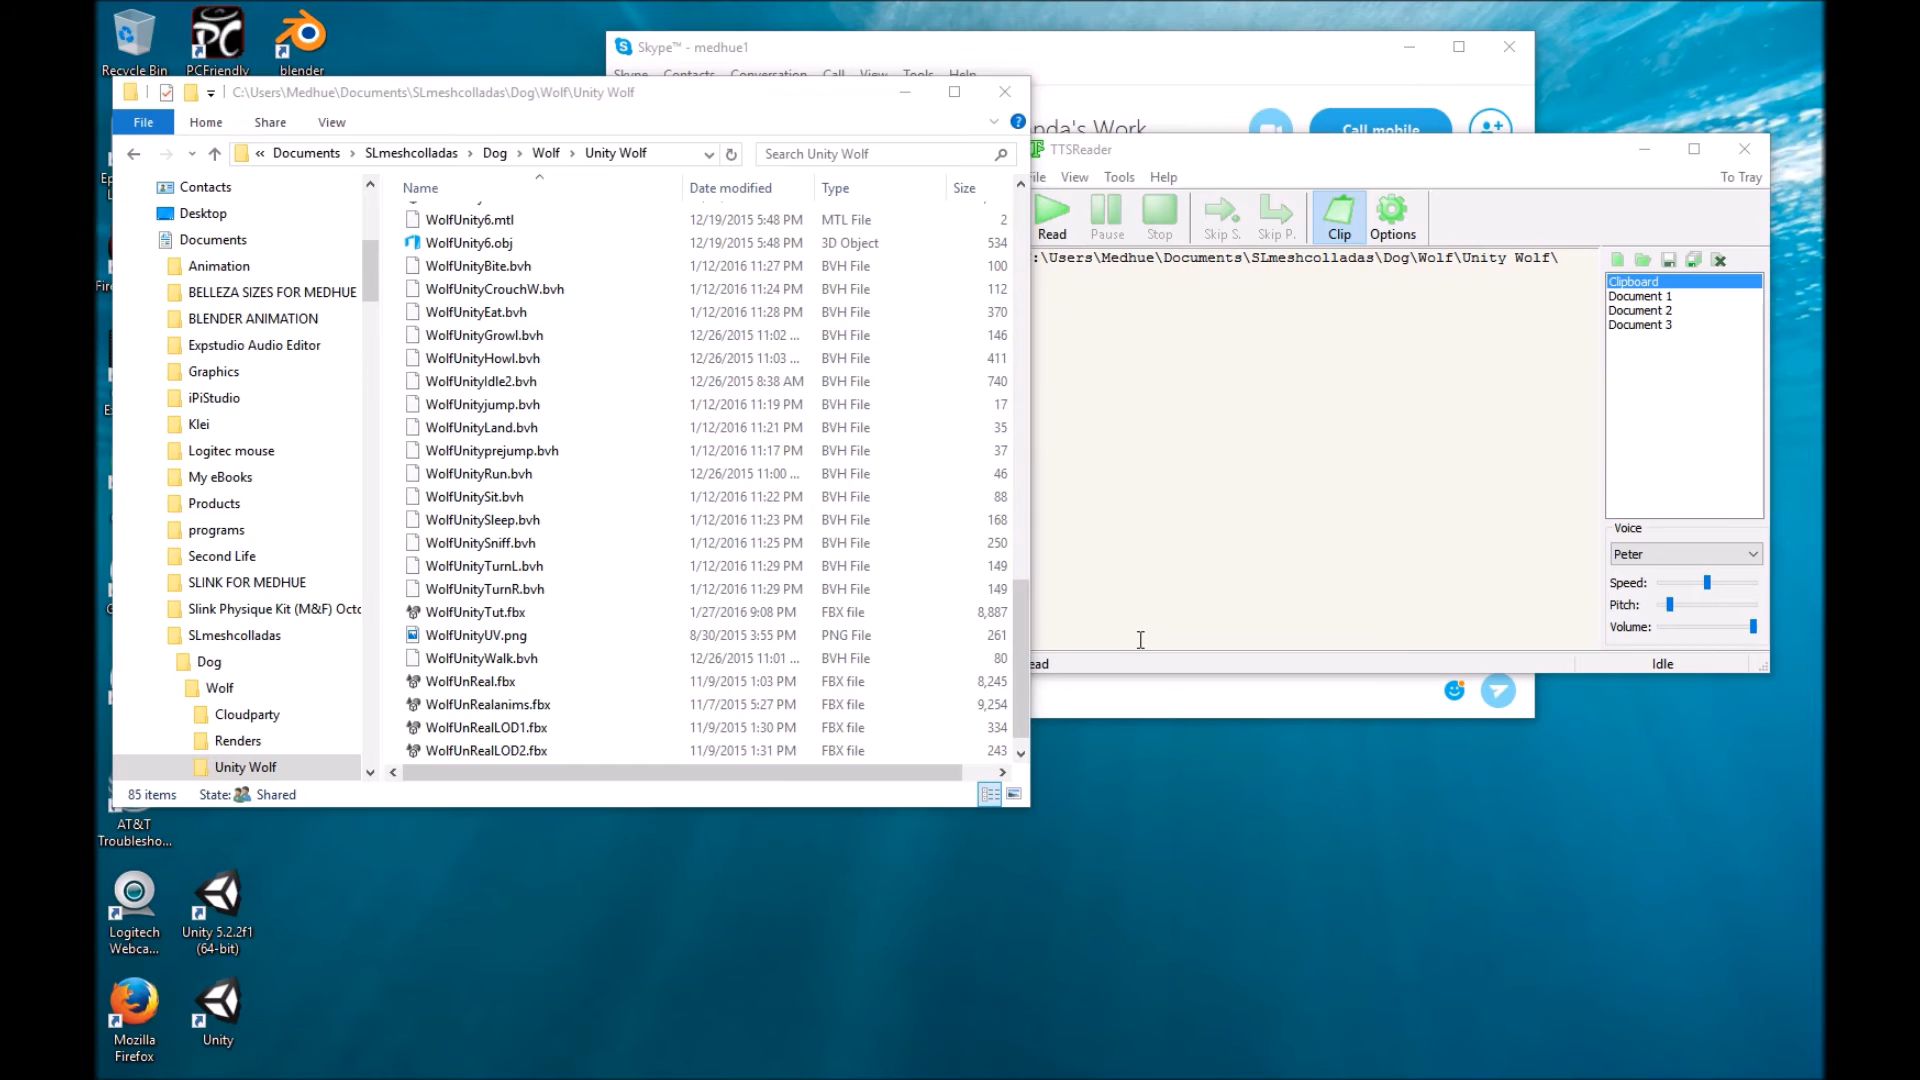 Recycle Bin
PCFriendly
blender
Skype™ - medhue1
Skype Contacts Conversation Call View Tools Help
Call mobile
C:\Users\Medhue\Documents\SLmeshcolladas\Dog\Wolf\Unity Wolf
File Home Share View
« Documents > SLmeshcolladas > Dog > Wolf > Unity Wolf
Search Unity Wolf
Contacts
Desktop
Documents
Animation
BELLEZA SIZES FOR MEDHUE
BLENDER ANIMATION
Expstudio Audio Editor
Graphics
iPiStudio
Klei
Logitec mouse
My eBooks
Products
programs
Second Life
SLINK FOR MEDHUE
Slink Physique Kit (M&F) Octo
SLmeshcolladas
Dog
Wolf
Cloudparty
Renders
Unity Wolf
Name Date modified Type Size
WolfUnity6.mtl 12/19/2015 5:48 PM MTL File 2
WolfUnity6.obj 12/19/2015 5:48 PM 3D Object 534
WolfUnityBite.bvh 1/12/2016 11:27 PM BVH File 100
WolfUnityCrouchW.bvh 1/12/2016 11:24 PM BVH File 112
WolfUnityEat.bvh 1/12/2016 11:28 PM BVH File 370
WolfUnityGrowl.bvh 12/26/2015 11:02 ... BVH File 146
WolfUnityHowl.bvh 12/26/2015 11:03 ... BVH File 411
WolfUnityIdle2.bvh 12/26/2015 8:38 AM BVH File 740
WolfUnityjump.bvh 1/12/2016 11:19 PM BVH File 17
WolfUnityLand.bvh 1/12/2016 11:21 PM BVH File 35
WolfUnityprejump.bvh 1/12/2016 11:17 PM BVH File 37
WolfUnityRun.bvh 12/26/2015 11:00 ... BVH File 46
WolfUnitySit.bvh 1/12/2016 11:22 PM BVH File 88
WolfUnitySleep.bvh 1/12/2016 11:23 PM BVH File 168
WolfUnitySniff.bvh 1/12/2016 11:25 PM BVH File 250
WolfUnityTurnL.bvh 1/12/2016 11:29 PM BVH File 149
WolfUnityTurnR.bvh 1/12/2016 11:29 PM BVH File 149
WolfUnityTut.fbx 1/27/2016 9:08 PM FBX file 8,887
WolfUnityUV.png 8/30/2015 3:55 PM PNG File 261
WolfUnityWalk.bvh 12/26/2015 11:01 ... BVH File 80
WolfUnReal.fbx 11/9/2015 1:03 PM FBX file 8,245
WolfUnRealanims.fbx 11/7/2015 5:27 PM FBX file 9,254
WolfUnRealLOD1.fbx 11/9/2015 1:30 PM FBX file 334
WolfUnRealLOD2.fbx 11/9/2015 1:31 PM FBX file 243
85 items State: Shared
nda's Work
TTSReader
ile View Tools Help
To Tray
Read Pause Stop Skip S. Skip P. Clip Options
:\Users\Medhue\Documents\SLmeshcolladas\Dog\Wolf\Unity Wolf\
Clipboard
Document 1
Document 2
Document 3
Voice
Peter
Speed:
Pitch:
Volume:
ead
Idle
AT&T
Troublesho...
Logitech
Webca...
Unity 5.2.2f1
(64-bit)
Mozilla
Firefox
Unity